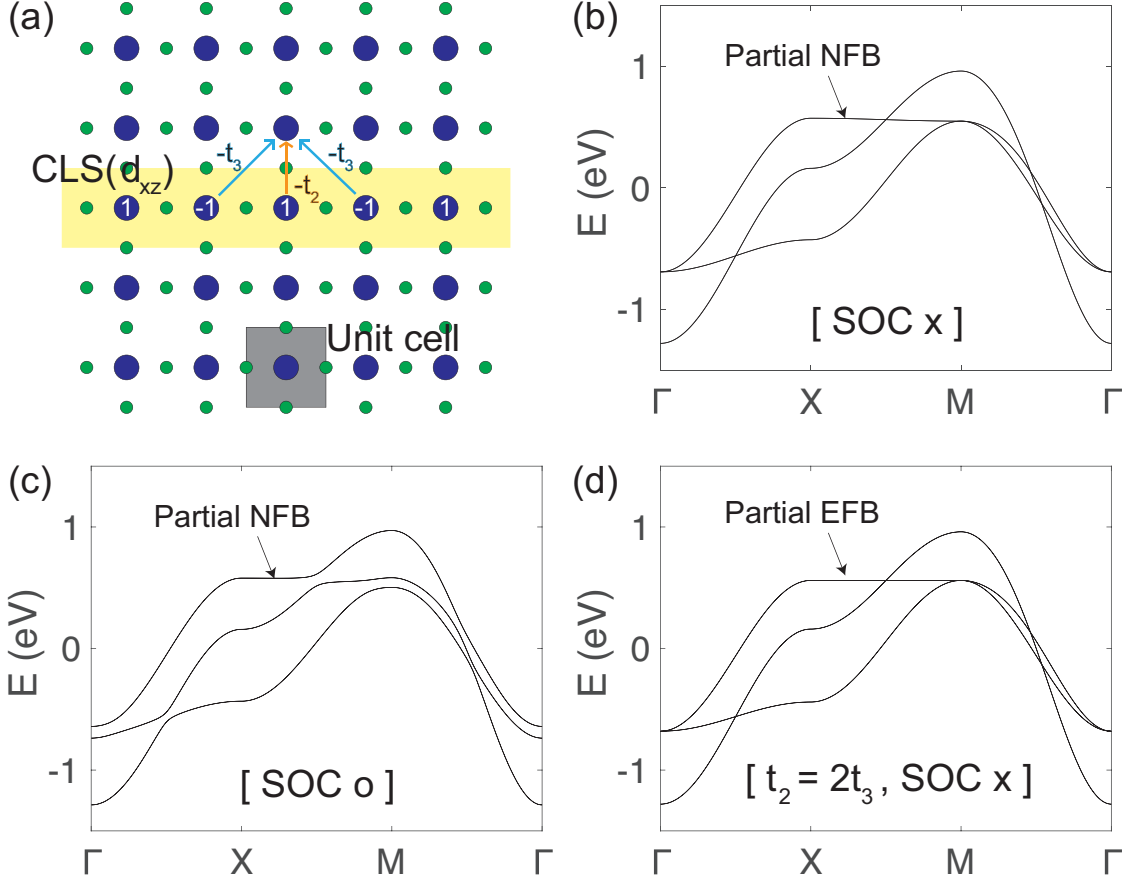 (a)
-t₃
-t₃
-t₂
CLS(d_xz)
1 -1 1 -1 1
Unit cell
(b)
Partial NFB
1
0
-1
E (eV)
[ SOC x ]
Γ X M Γ
(c)
Partial NFB
1
0
-1
E (eV)
[ SOC o ]
Γ X M Γ
(d)
Partial EFB
1
0
-1
E (eV)
[ t₂ = 2t₃ , SOC x ]
Γ X M Γ